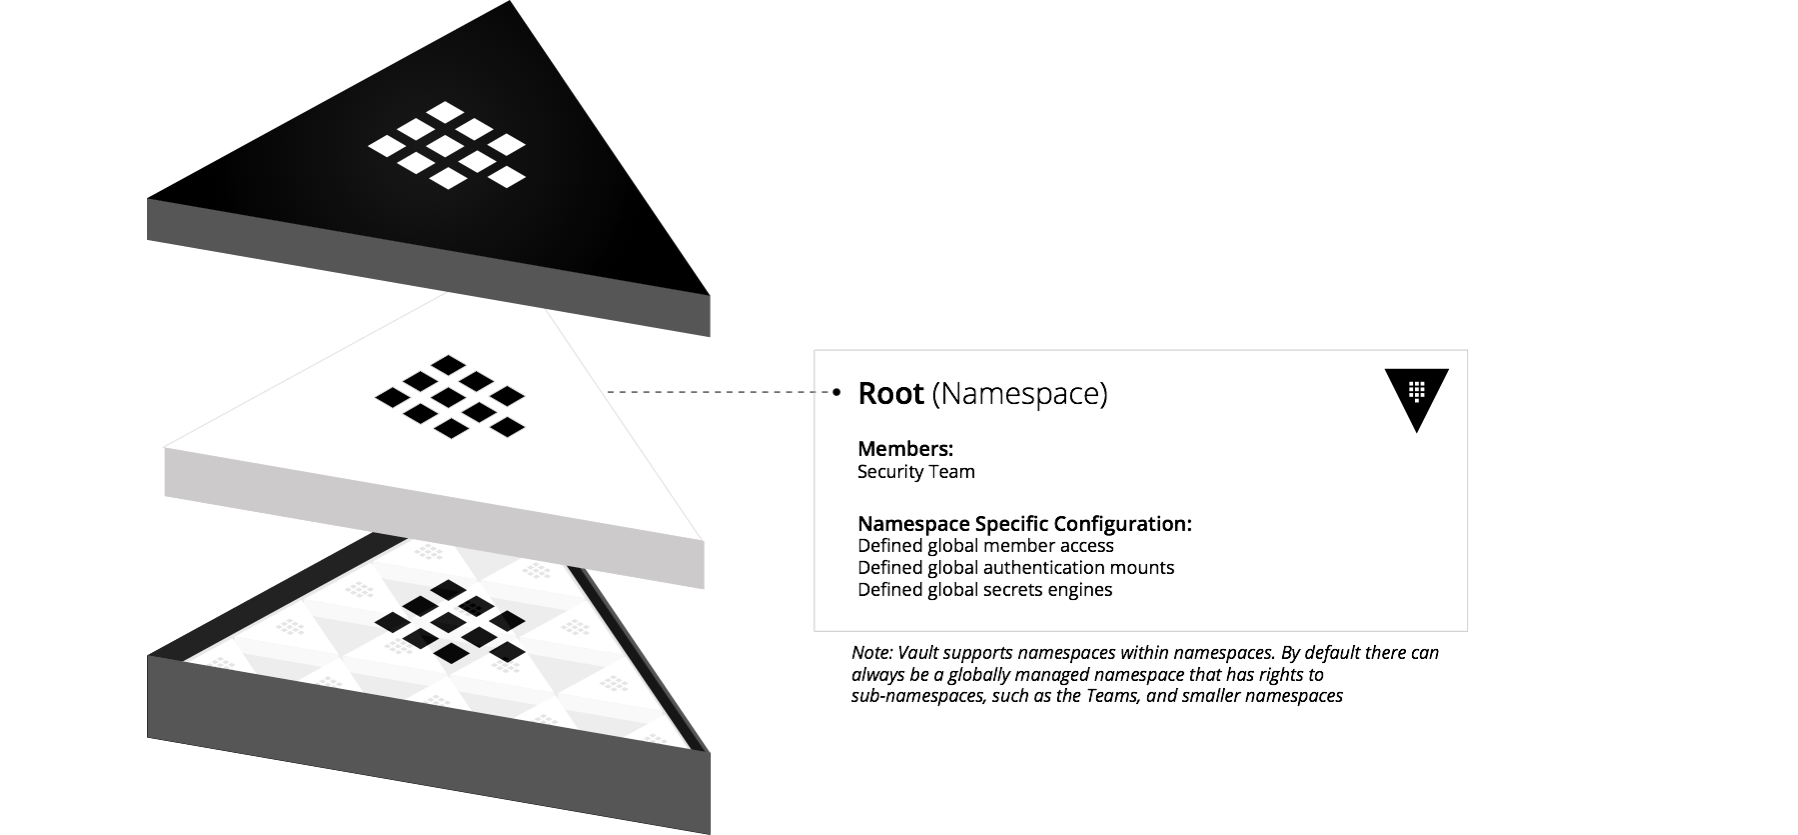 Root (Namespace)
Members:
Security Team
Namespace Specific Configuration:
Defined global member access
Defined global authentication mounts
Defined global secrets engines
Note: Vault supports namespaces within namespaces. By default there can
always be a globally managed namespace that has rights to
sub-namespaces, such as the Teams, and smaller namespaces